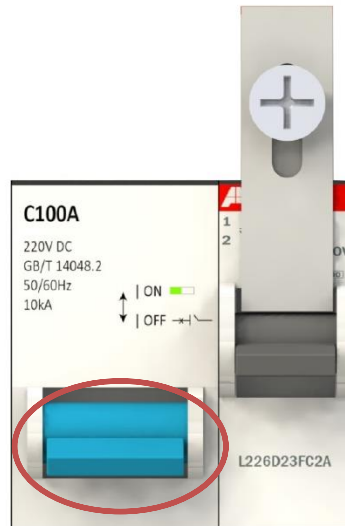 C100A
220V DC
GB/T 14048.2
50/60Hz
10kA
| ON
| OFF
1
2
L226D23FC2A